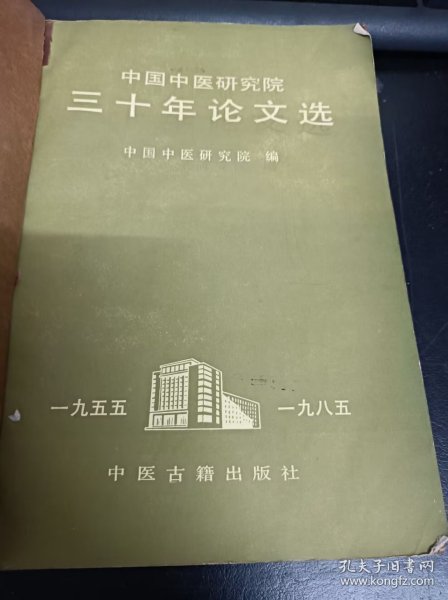 中国中医研究院
三十年论文选
中国中医研究院 编
一九五五
一九八五
中医古籍出版社
孔夫子旧书网
book.kongfz.com